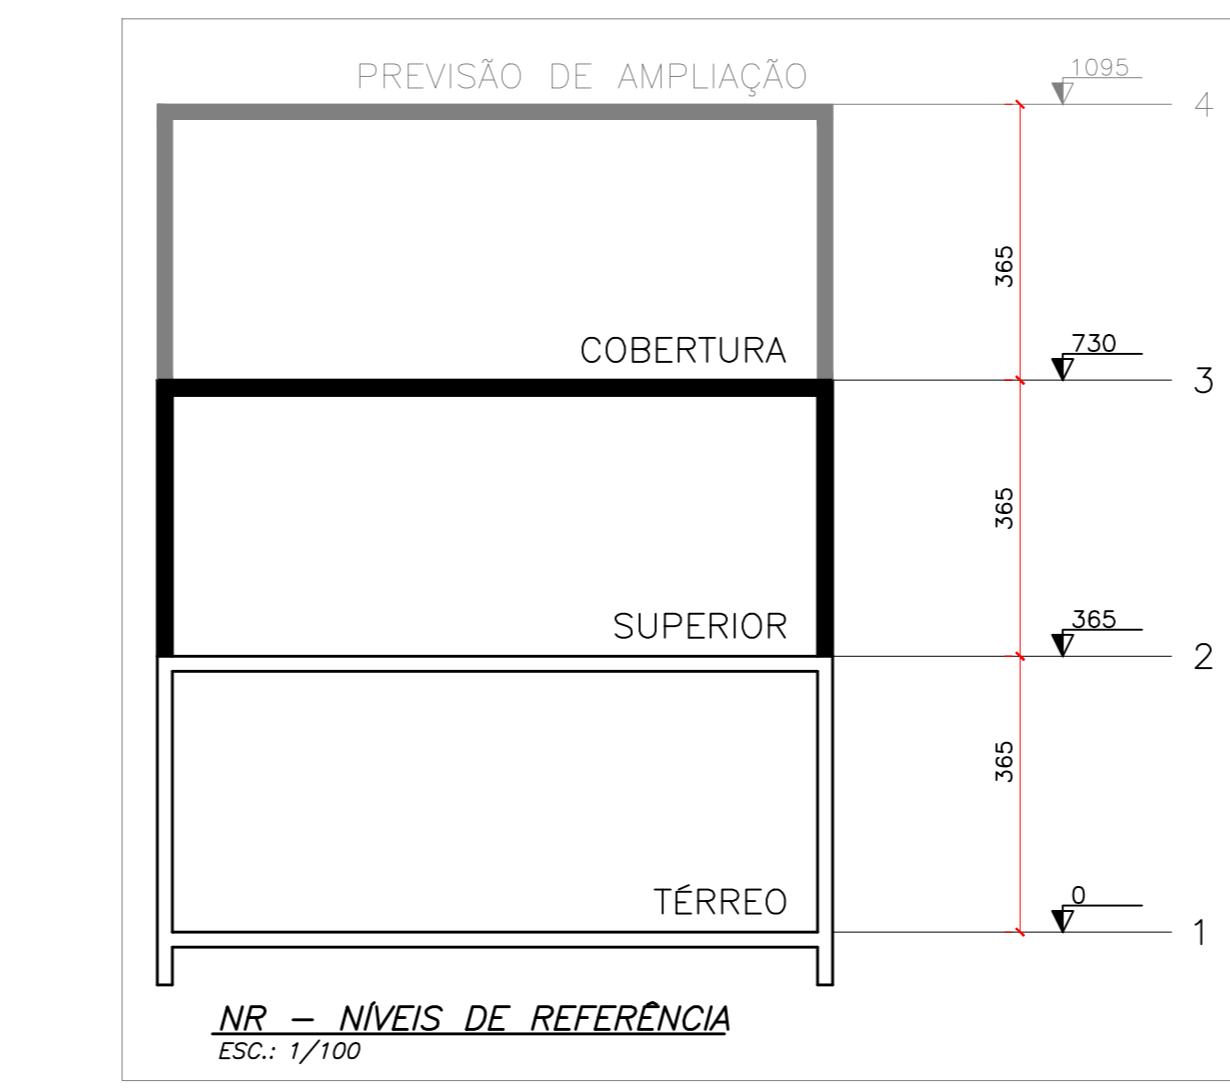 PREVISÃO DE AMPLIAÇÃO
1095
4
365
COBERTURA
730
3
365
SUPERIOR
365
2
365
TÉRREO
0
1
NR – NÍVEIS DE REFERÊNCIA
ESC.: 1/100